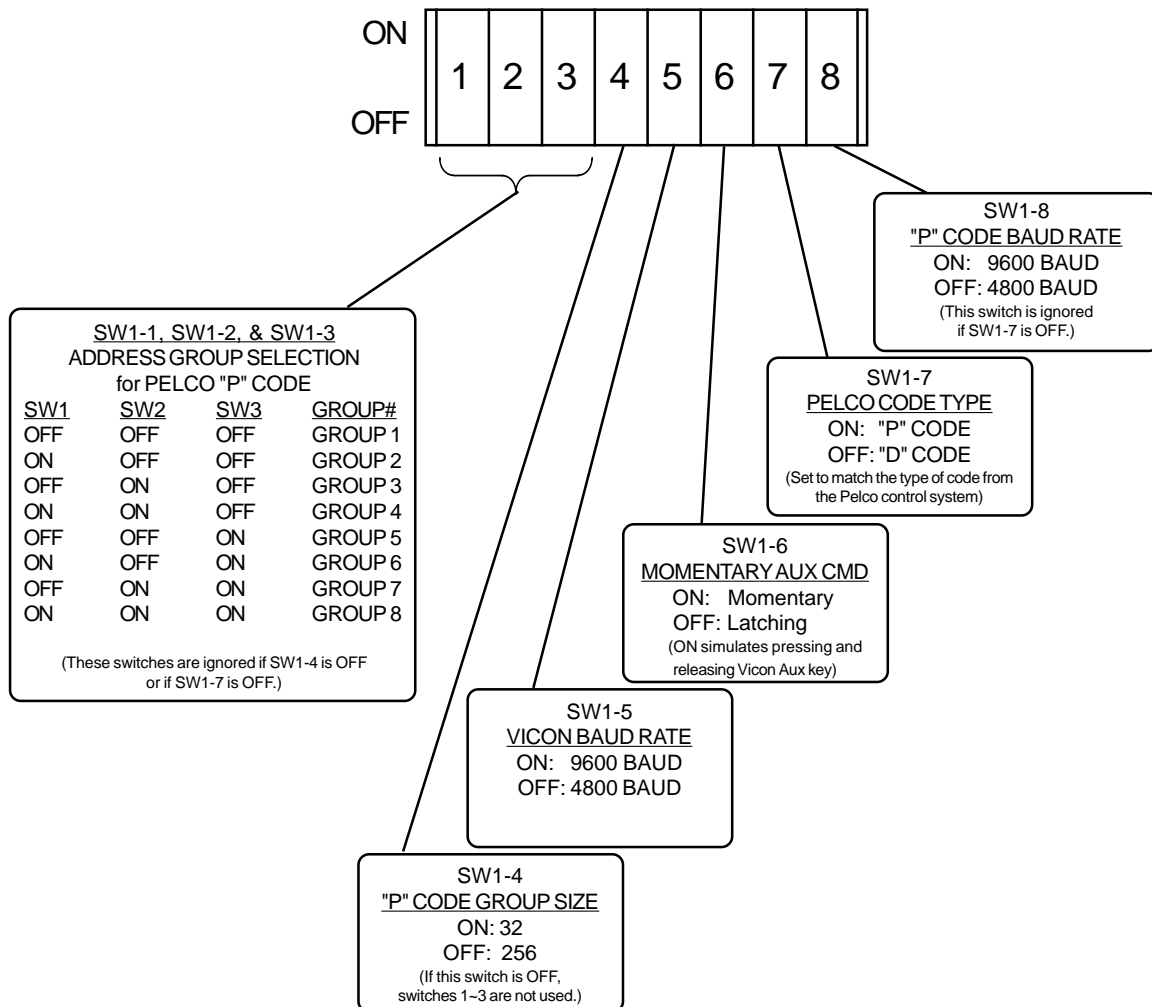 ON
OFF
1 2 3 4 5 6 7 8
SW1-8
"P" CODE BAUD RATE
ON: 9600 BAUD
OFF: 4800 BAUD
(This switch is ignored
if SW1-7 is OFF.)
SW1-1, SW1-2, & SW1-3
ADDRESS GROUP SELECTION
for PELCO "P" CODE
SW1 SW2 SW3 GROUP#
OFF OFF OFF GROUP 1
ON OFF OFF GROUP 2
OFF ON OFF GROUP 3
ON ON OFF GROUP 4
OFF OFF ON GROUP 5
ON OFF ON GROUP 6
OFF ON ON GROUP 7
ON ON ON GROUP 8
(These switches are ignored if SW1-4 is OFF
or if SW1-7 is OFF.)
SW1-7
PELCO CODE TYPE
ON: "P" CODE
OFF: "D" CODE
(Set to match the type of code from
the Pelco control system)
SW1-6
MOMENTARY AUX CMD
ON: Momentary
OFF: Latching
(ON simulates pressing and
releasing Vicon Aux key)
SW1-5
VICON BAUD RATE
ON: 9600 BAUD
OFF: 4800 BAUD
SW1-4
"P" CODE GROUP SIZE
ON: 32
OFF: 256
(If this switch is OFF,
switches 1~3 are not used.)